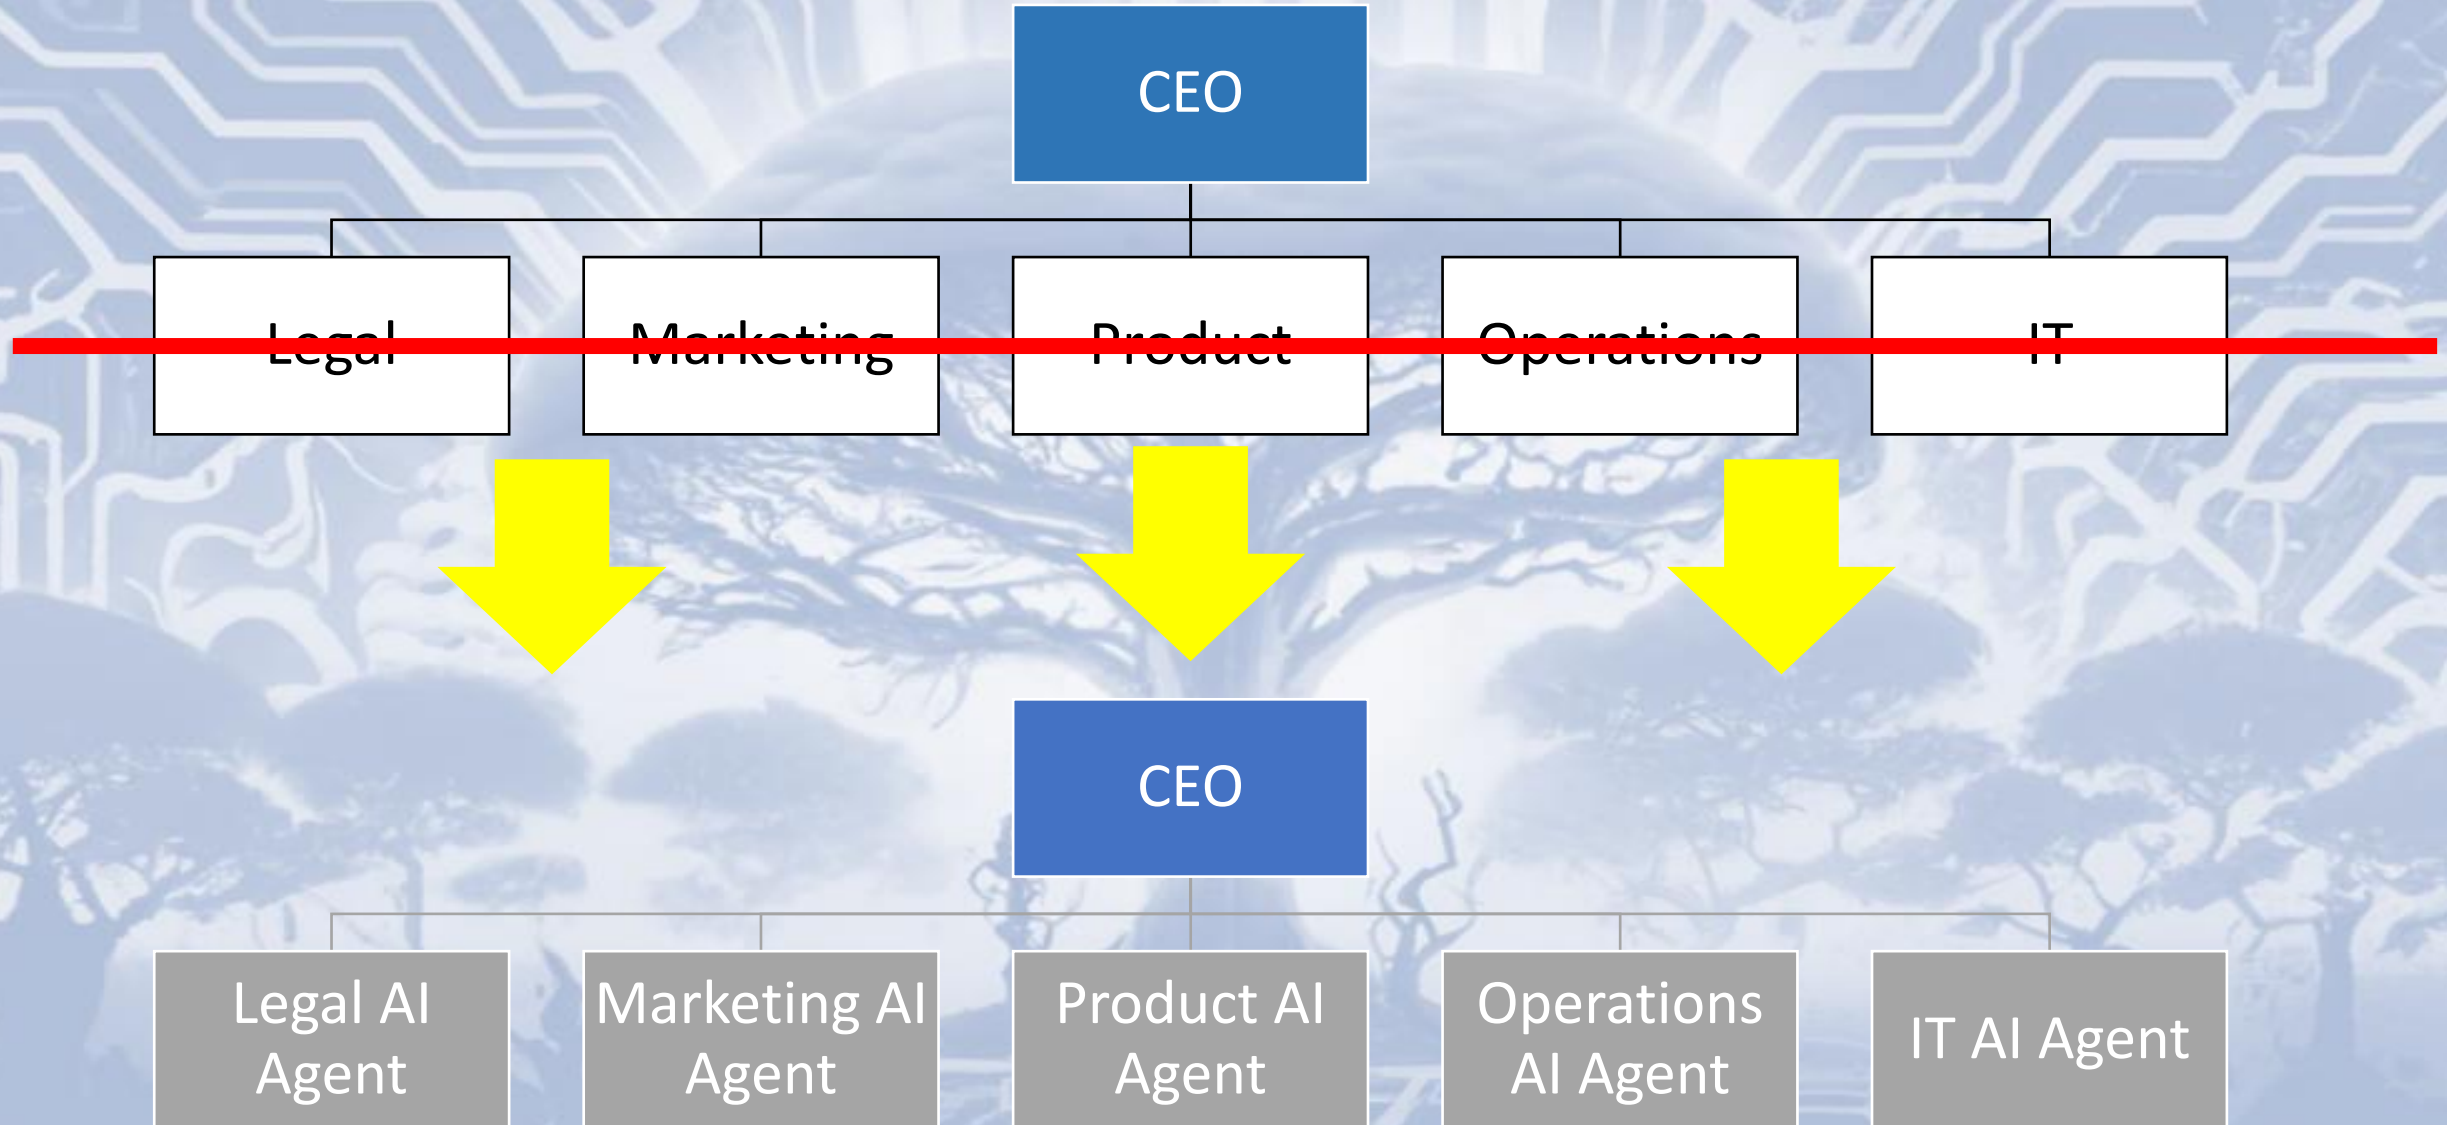 CEO
Legal
Marketing
Product
Operations
IT
CEO
Legal AI
Agent
Marketing AI
Agent
Product AI
Agent
Operations
AI Agent
IT AI Agent